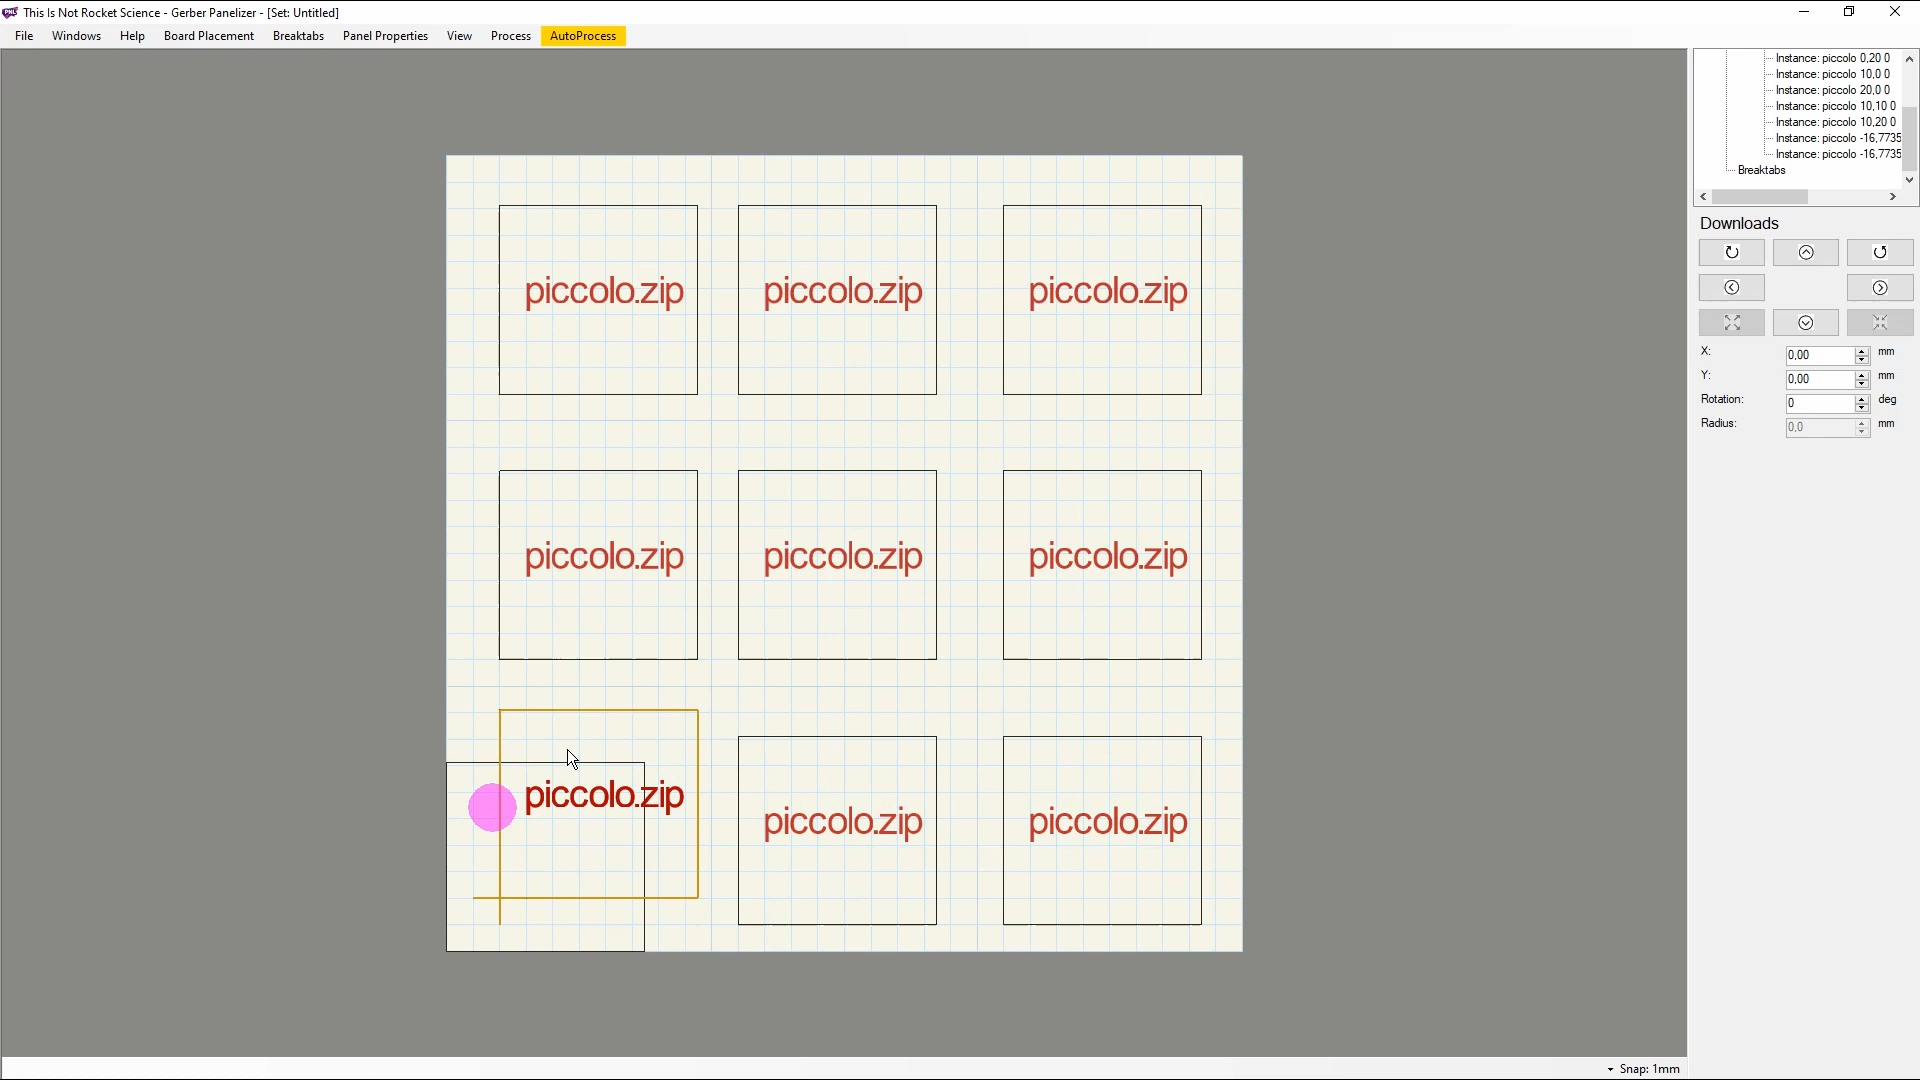 This Is Not Rocket Science - Gerber Panelizer - [Set: Untitled]
File Windows Help Board Placement Breaktabs Panel Properties View Process AutoProcess
Instance: piccolo 0,20 0
Instance: piccolo 10,0 0
Instance: piccolo 20,0 0
Instance: piccolo 10,10 0
Instance: piccolo 10,20 0
Instance: piccolo -16,7735
Instance: piccolo -16,7735
Breaktabs
Downloads
X: 0,00 mm
Y: 0,00 mm
Rotation: 0 deg
Radius: 0,0 mm
piccolo.zip piccolo.zip piccolo.zip
piccolo.zip piccolo.zip piccolo.zip
piccolo.zip piccolo.zip piccolo.zip
Snap: 1mm